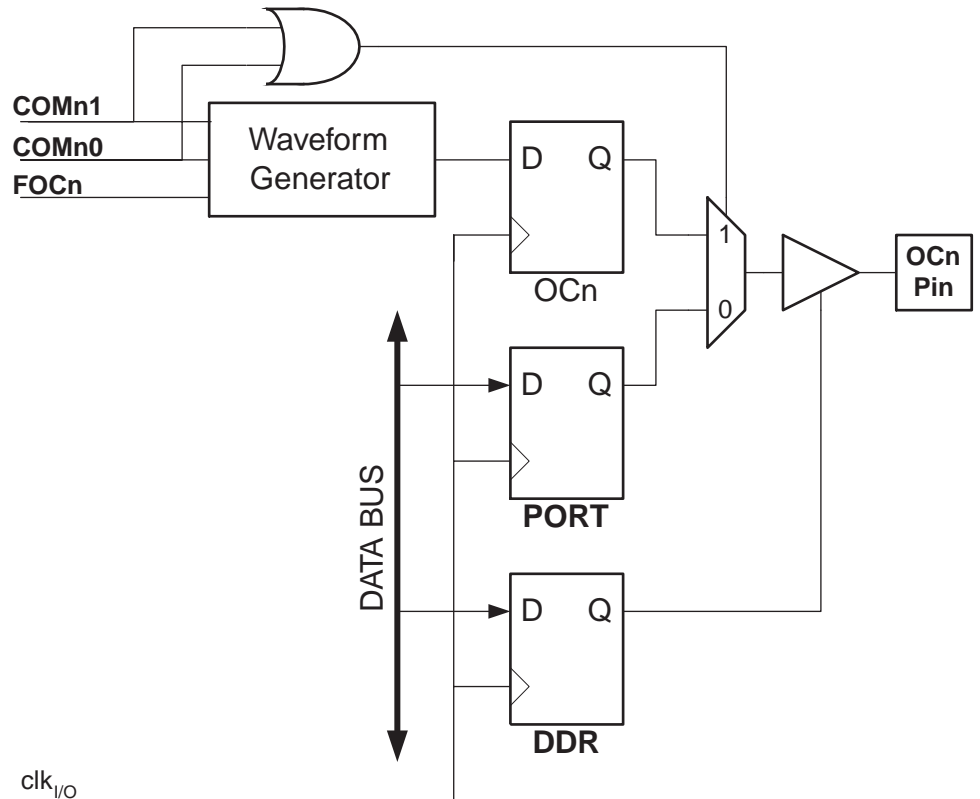 COMn1
COMn0
FOCn
Waveform
Generator
D Q
OCn
1
0
OCn
Pin
D Q
PORT
DATA BUS
D Q
DDR
clkI/O